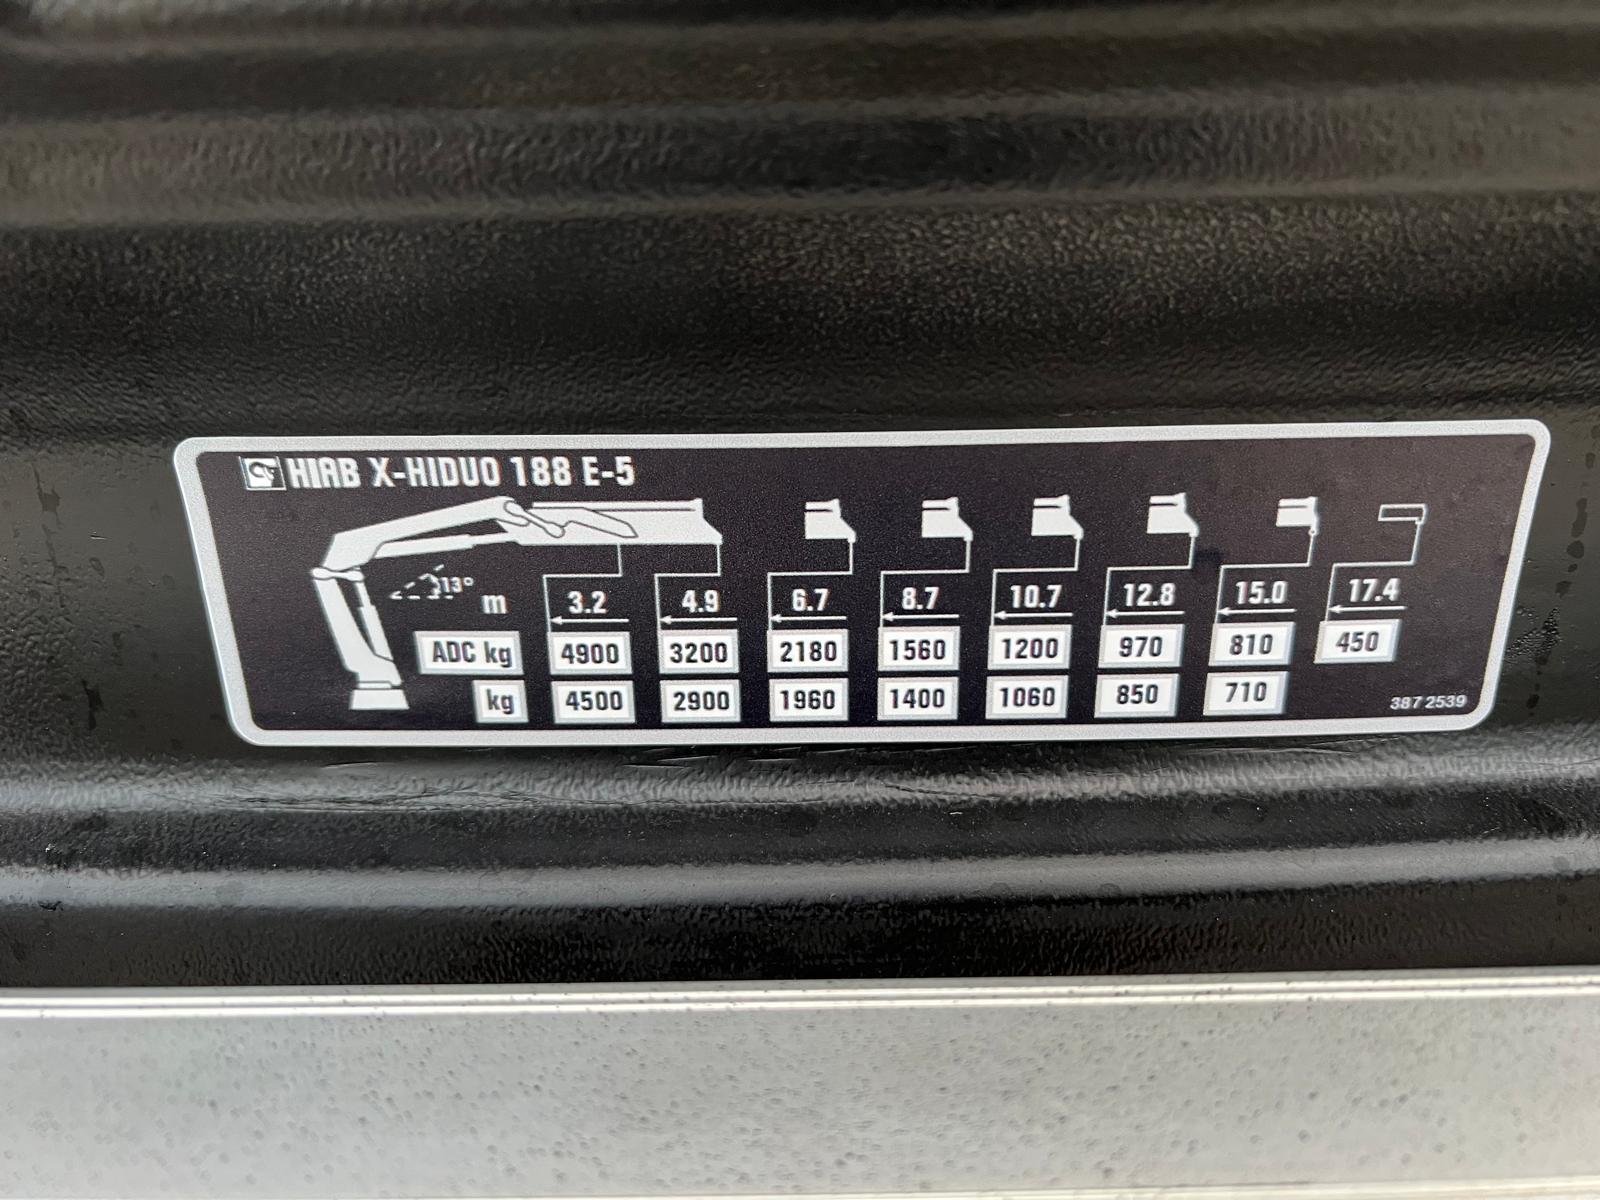 HIAB X-HIDUO 188 E-5
13°
m 3.2 4.9 6.7 8.7 10.7 12.8 15.0 17.4
ADC kg 4900 3200 2180 1560 1200 970 810 450
kg 4500 2900 1960 1400 1060 850 710
387 2539